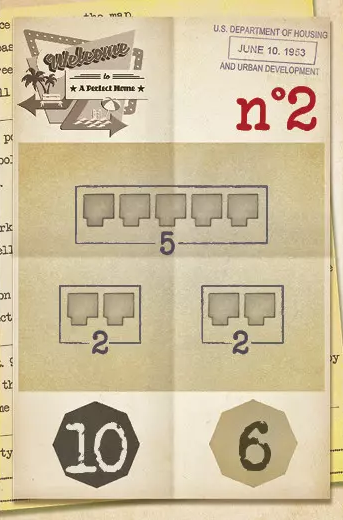 the map
U.S. DEPARTMENT OF HOUSING
JUNE 10. 1953
AND URBAN DEVELOPMENT
Welcome
to
★ A Perfect Home ★
n°2
5
2
2
10
6